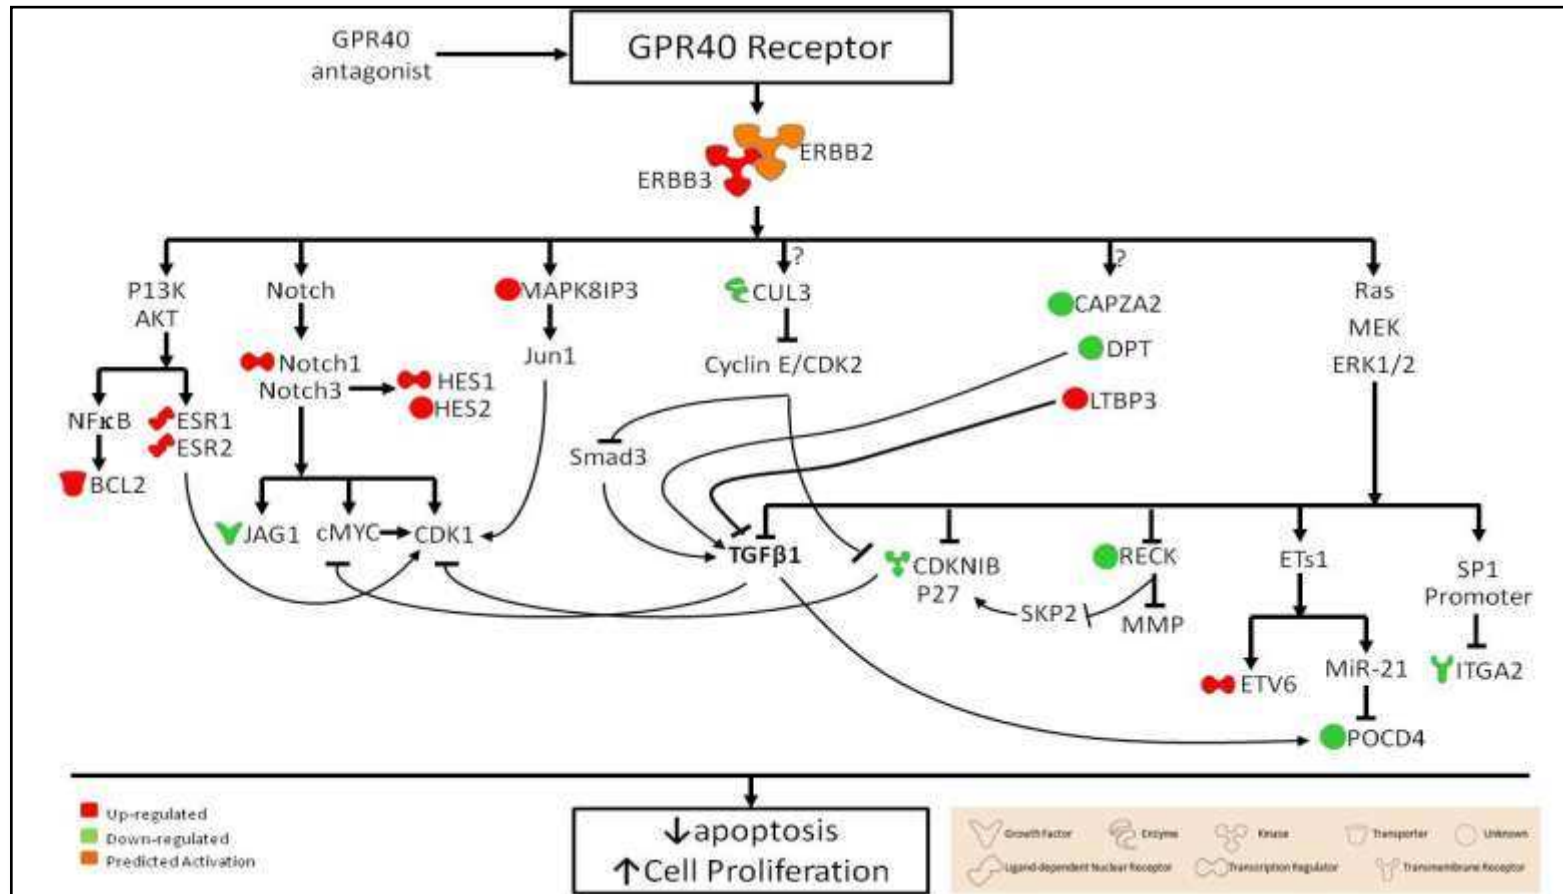 GPR40
antagonist
GPR40 Receptor
ERBB2
ERBB3
?
?
P13K
AKT
Notch
MAPK8IP3
CUL3
CAPZA2
Ras
MEK
ERK1/2
Notch1
Notch3
HES1
HES2
Jun1
Cyclin E/CDK2
DPT
LTBP3
NFκB
ESR1
ESR2
BCL2
Smad3
JAG1
cMYC
CDK1
TGFβ1
CDKNIB
P27
RECK
SKP2
MMP
ETs1
SP1
Promoter
ETV6
MiR-21
ITGA2
POCD4
Up-regulated
Down-regulated
Predicted Activation
↓apoptosis
↑Cell Proliferation
Growth Factor
Enzyme
Kinase
Transporter
Unknown
Ligand-dependent Nuclear Receptor
Transcription Regulator
Transmembrane Receptor